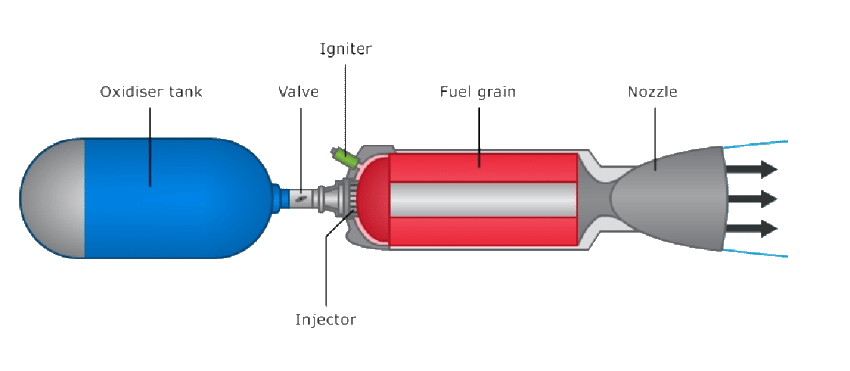 Igniter
Oxidiser tank
Valve
Fuel grain
Nozzle
Injector